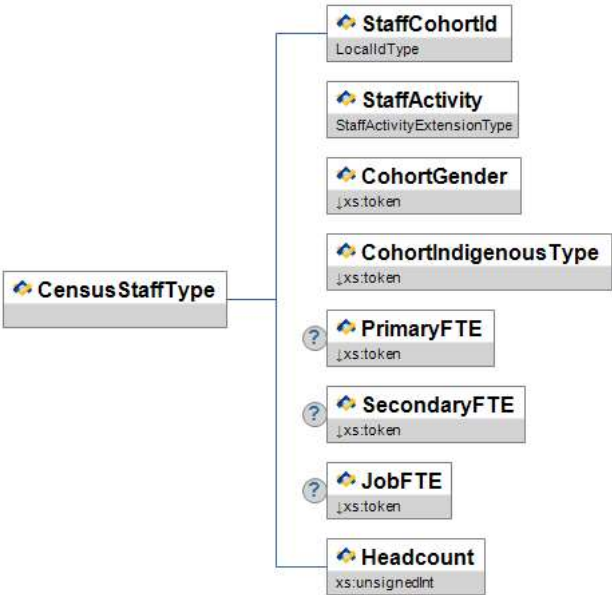 StaffCohortId
LocalIdType
StaffActivity
StaffActivityExtensionType
CohortGender
↓xs:token
CohortIndigenousType
↓xs:token
CensusStaffType
?
PrimaryFTE
↓xs:token
?
SecondaryFTE
↓xs:token
?
JobFTE
↓xs:token
Headcount
xs:unsignedInt